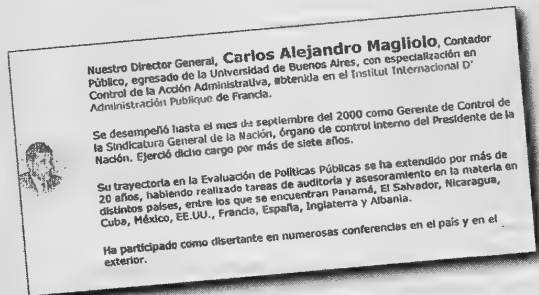 Nuestro Director General, Carlos Alejandro Magliolo, Contador
Público, egresado de la Universidad de Buenos Aires, con especialización en
Control de la Acción Administrativa, obtenida en el Institut Internacional D'
Administración Publique de Francia.
Se desempeñó hasta el mes de septiembre del 2000 como Gerente de Control de
la Sindicatura General de la Nación, órgano de control interno del Presidente de la
Nación. Ejerció dicho cargo por más de siete años.
Su trayectoria en la Evaluación de Políticas Públicas se ha extendido por más de
20 años, habiendo realizado tareas de auditoría y asesoramiento en la materia en
distintos países, entre los que se encuentran Panamá, El Salvador, Nicaragua,
Cuba, México, EE.UU., Francia, España, Inglaterra y Albania.
Ha participado como disertante en numerosas conferencias en el país y en el
exterior.